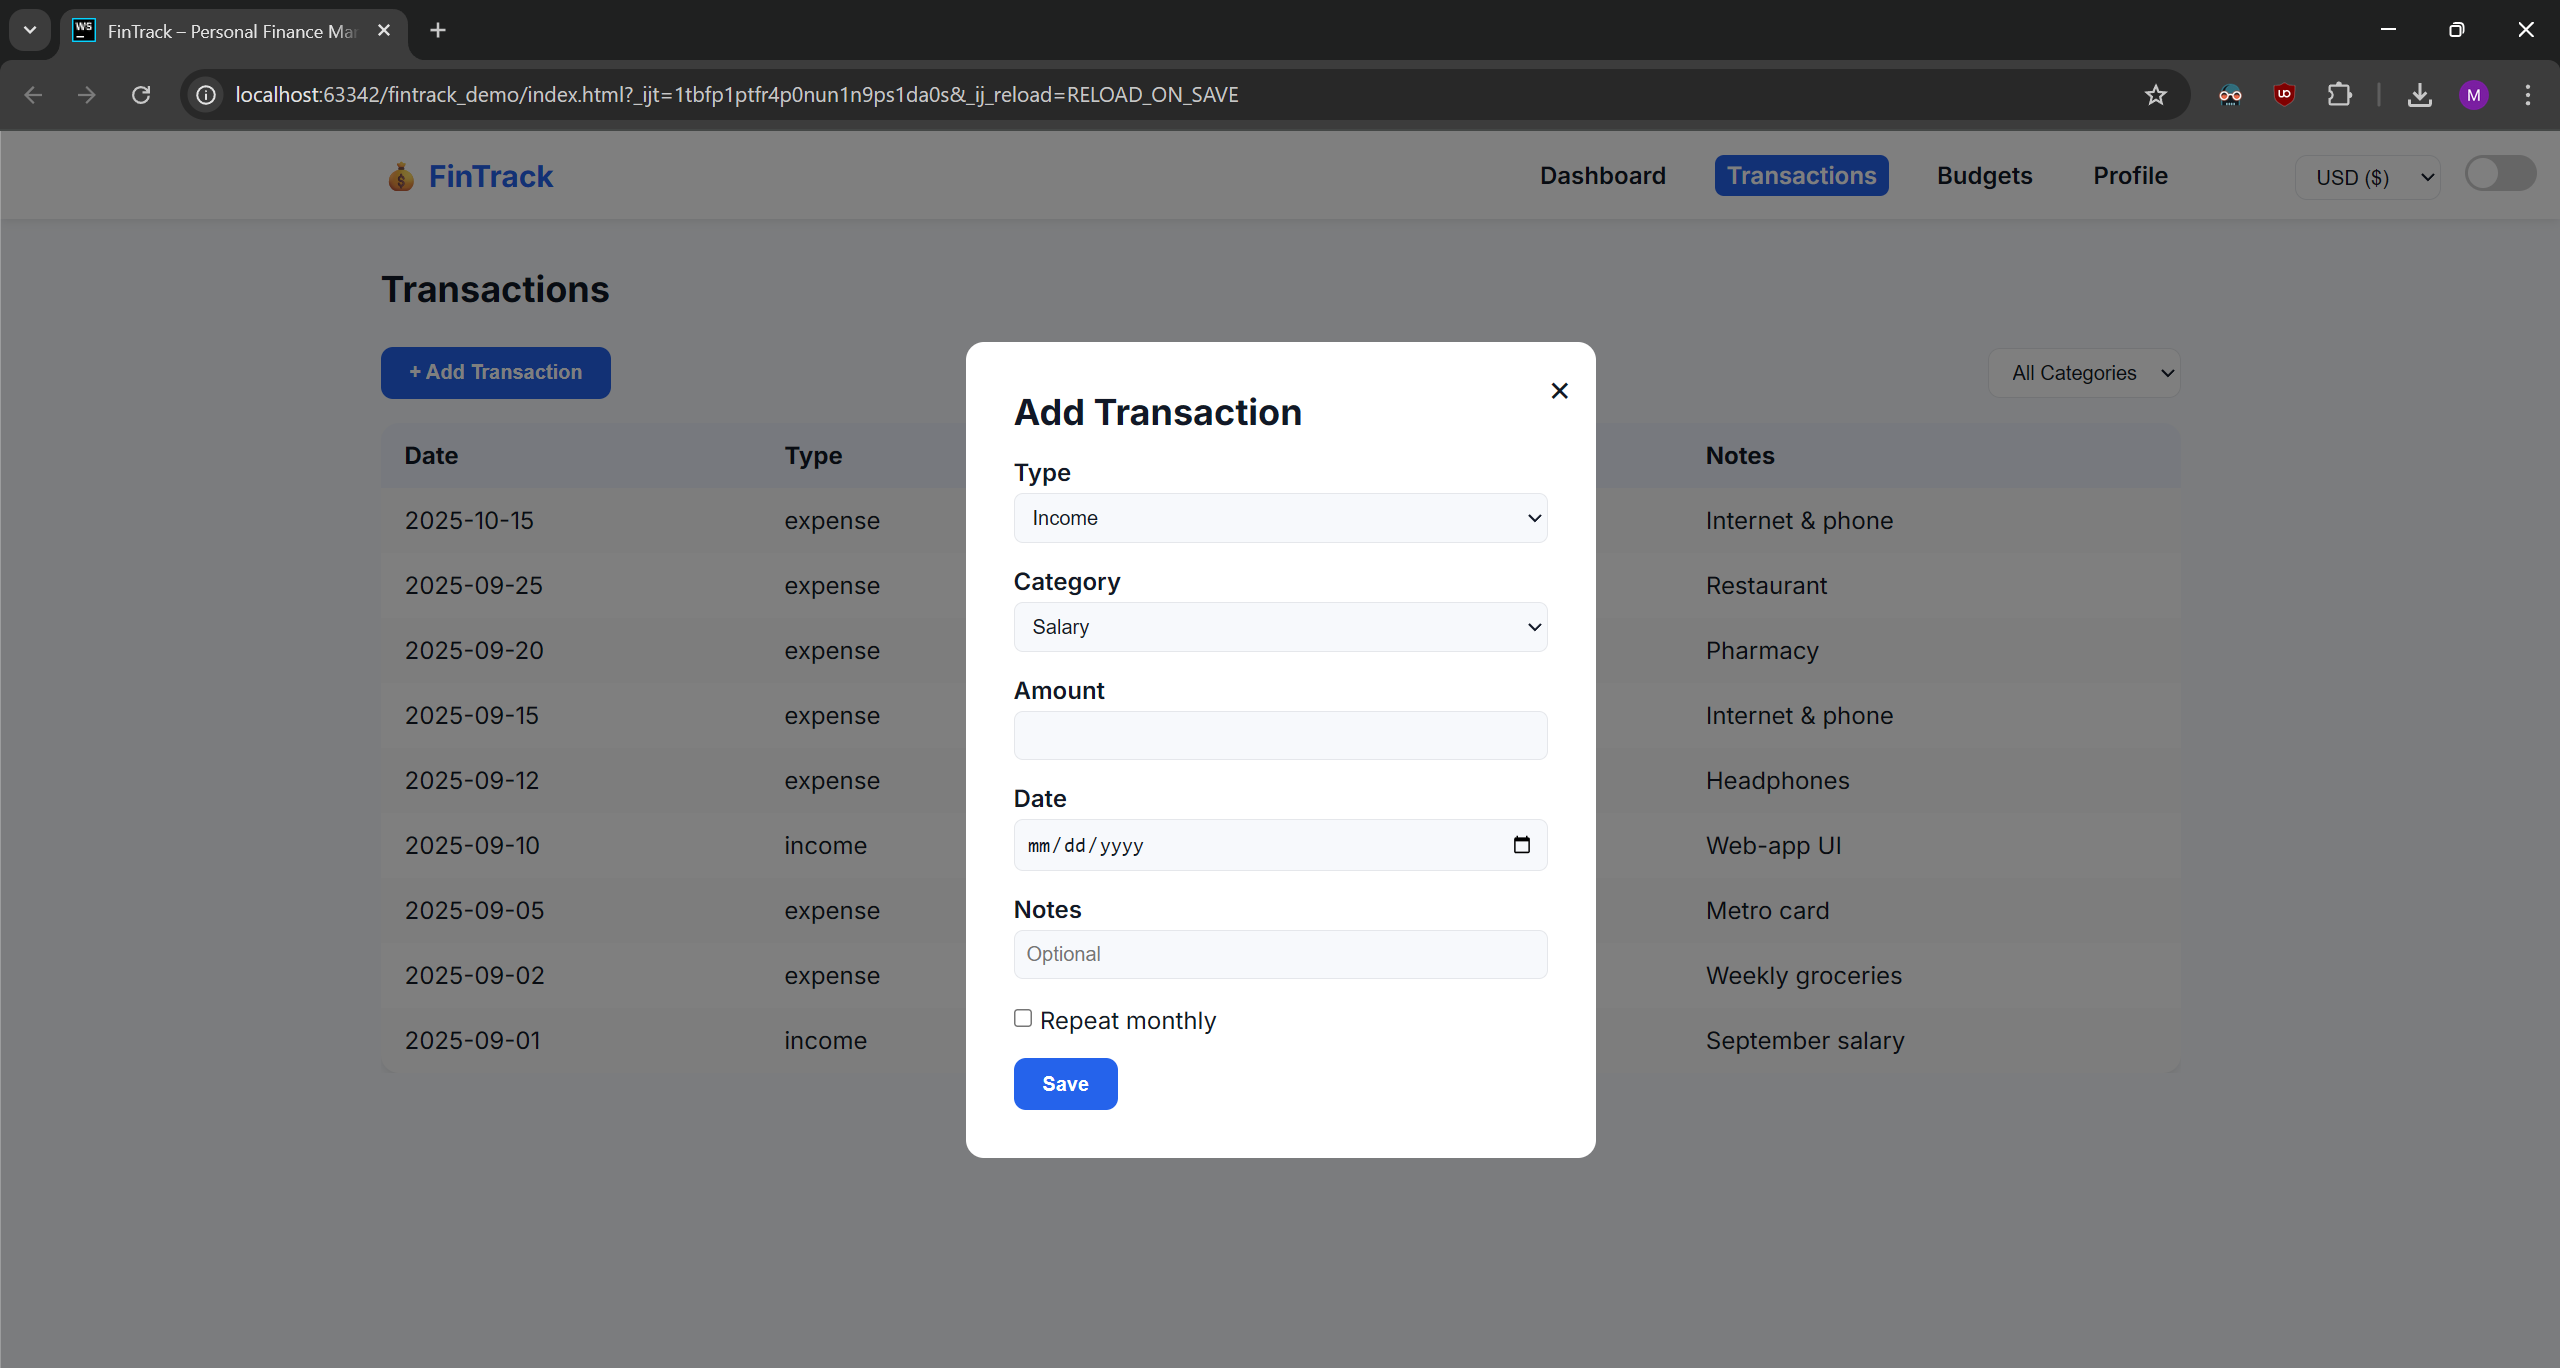 WS
FinTrack – Personal Finance Mar
localhost:63342/fintrack_demo/index.html?_ijt=1tbfp1ptfr4p0nun1n9ps1da0s&_ij_reload=RELOAD_ON_SAVE
UD
M
FinTrack
Dashboard
Transactions
Budgets
Profile
USD ($)
Transactions
+ Add Transaction
All Categories
Date Type Notes
2025-10-15 expense Internet & phone
2025-09-25 expense Restaurant
2025-09-20 expense Pharmacy
2025-09-15 expense Internet & phone
2025-09-12 expense Headphones
2025-09-10 income Web-app UI
2025-09-05 expense Metro card
2025-09-02 expense Weekly groceries
2025-09-01 income September salary
Add Transaction
Type
Income
Category
Salary
Amount
Date
mm/dd/yyyy
Notes
Optional
Repeat monthly
Save